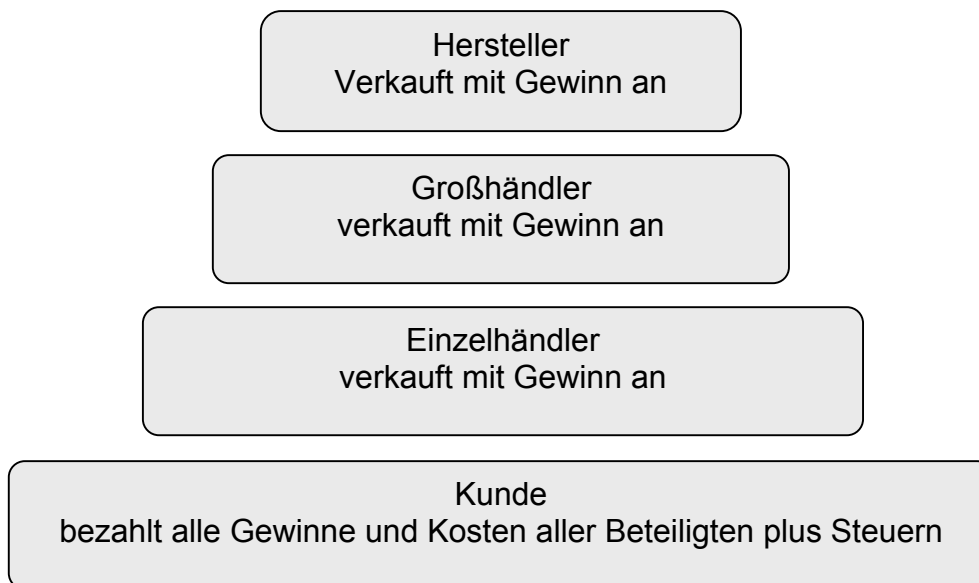 Hersteller
Verkauft mit Gewinn an
Großhändler
verkauft mit Gewinn an
Einzelhändler
verkauft mit Gewinn an
Kunde
bezahlt alle Gewinne und Kosten aller Beteiligten plus Steuern